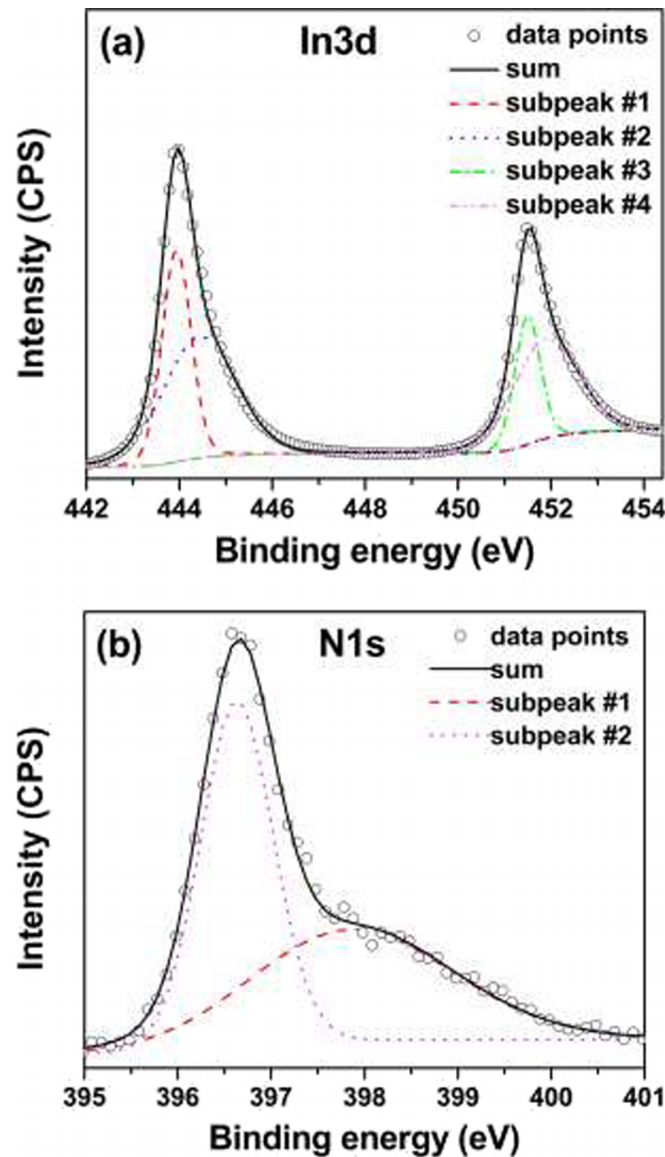 (a) In3d
data points
sum
subpeak #1
subpeak #2
subpeak #3
subpeak #4
Intensity (CPS)
442 444 446 448 450 452 454
Binding energy (eV)
(b) N1s
data points
sum
subpeak #1
subpeak #2
Intensity (CPS)
395 396 397 398 399 400 401
Binding energy (eV)